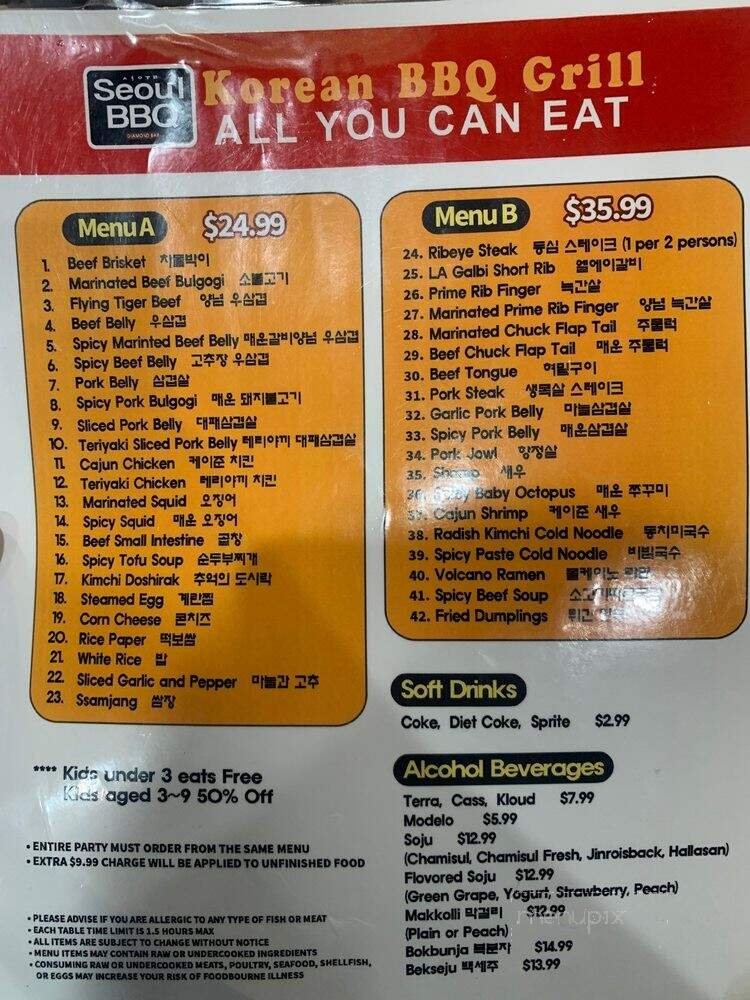 Seoul
BBQ
DIAMOND BAR
Korean BBQ Grill
ALL YOU CAN EAT
Menu A $24.99
1. Beef Brisket 차돌박이
2. Marinated Beef Bulgogi 소불고기
3. Flying Tiger Beef 양념 우삼겹
4. Beef Belly 우삼겹
5. Spicy Marinted Beef Belly 매운갈비양념 우삼겹
6. Spicy Beef Belly 고추장 우삼겹
7. Pork Belly 삼겹살
8. Spicy Pork Bulgogi 매운 돼지불고기
9. Sliced Pork Belly 대패삼겹살
10. Teriyaki Sliced Pork Belly 테리야끼 대패삼겹살
11. Cajun Chicken 케이준 치킨
12. Teriyaki Chicken 테리야끼 치킨
13. Marinated Squid 오징어
14. Spicy Squid 매운 오징어
15. Beef Small Intestine 곱창
16. Spicy Tofu Soup 순두부찌개
17. Kimchi Doshirak 추억의 도시락
18. Steamed Egg 계란찜
19. Corn Cheese 콘치즈
20. Rice Paper 떡보쌈
21. White Rice 밥
22. Sliced Garlic and Pepper 마늘과 고추
23. Ssamjang 쌈장
Menu B $35.99
24. Ribeye Steak 등심 스테이크 (1 per 2 persons)
25. LA Galbi Short Rib 엘에이갈비
26. Prime Rib Finger 늑간살
27. Marinated Prime Rib Finger 양념 늑간살
28. Marinated Chuck Flap Tail 주물럭
29. Beef Chuck Flap Tail 매운 주물럭
30. Beef Tongue 혀밑구이
31. Pork Steak 생목살 스테이크
32. Garlic Pork Belly 마늘삼겹살
33. Spicy Pork Belly 매운삼겹살
34. Pork Jowl 항정살
35. 새우
Baby Octopus 매운 쭈꾸미
37. Cajun Shrimp 케이준 새우
38. Radish Kimchi Cold Noodle 동치미국수
39. Spicy Paste Cold Noodle 비빔국수
40. Volcano Ramen 볼케이노 라면
41. Spicy Beef Soup
42. Fried Dumplings
Soft Drinks
Coke, Diet Coke, Sprite $2.99
Alcohol Beverages
Terra, Cass, Kloud $7.99
Modelo $5.99
Soju $12.99
(Chamisul, Chamisul Fresh, Jinroisback, Hallasan)
Flovored Soju $12.99
(Green Grape, Yogurt, Strawberry, Peach)
Makkolli 막걸리 $12.99
(Plain or Peach)
Bokbunja 복분자 $14.99
Bekseju 백세주 $13.99
menupix
**** Kids under 3 eats Free
Kids aged 3~9 50% Off
• ENTIRE PARTY MUST ORDER FROM THE SAME MENU
• EXTRA $9.99 CHARGE WILL BE APPLIED TO UNFINISHED FOOD
• PLEASE ADVISE IF YOU ARE ALLERGIC TO ANY TYPE OF FISH OR MEAT
• EACH TABLE TIME LIMIT IS 1.5 HOURS MAX
• ALL ITEMS ARE SUBJECT TO CHANGE WITHOUT NOTICE
• MENU ITEMS MAY CONTAIN RAW OR UNDERCOOKED INGREDIENTS
• CONSUMING RAW OR UNDERCOOKED MEATS, POULTRY, SEAFOOD, SHELLFISH,
OR EGGS MAY INCREASE YOUR RISK OF FOODBOURNE ILLNESS